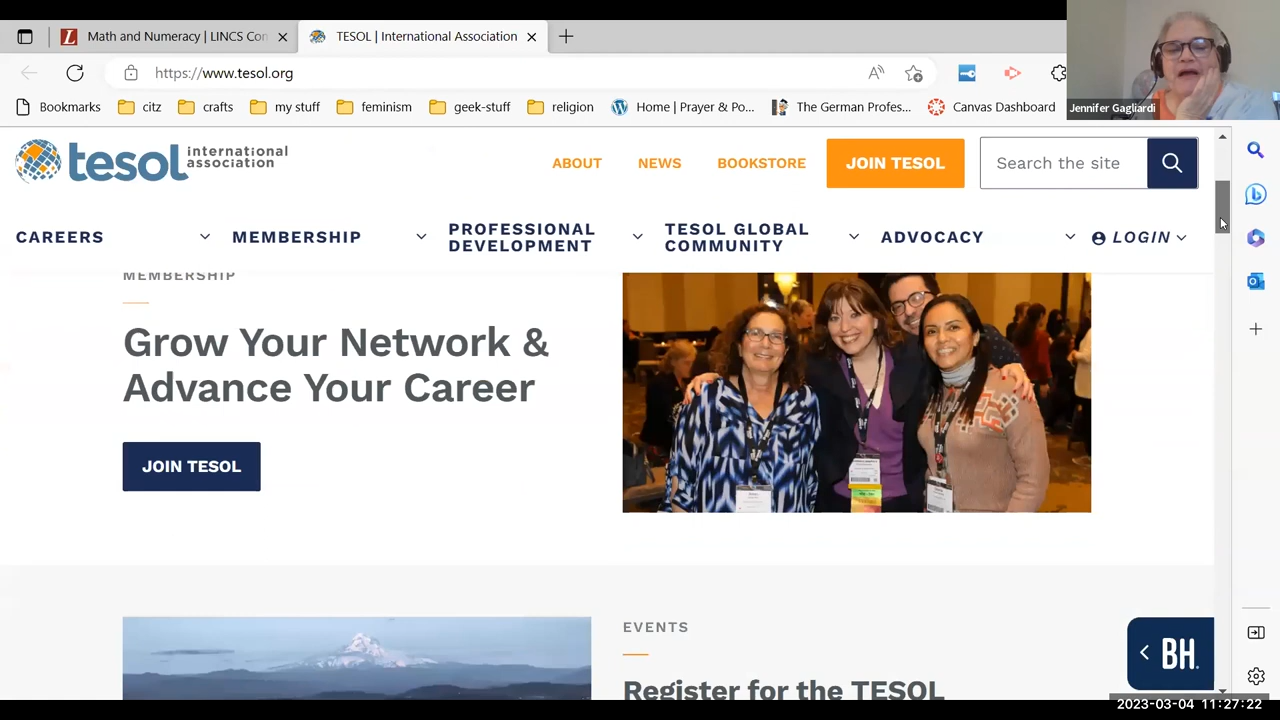 Math and Numeracy | LINCS Con
TESOL | International Association
https://www.tesol.org
Bookmarks citz crafts my stuff feminism geek-stuff religion Home | Prayer & Po... The German Profes... Canvas Dashboard
Jennifer Gagliardi
tesol international association
ABOUT NEWS BOOKSTORE JOIN TESOL Search the site
CAREERS MEMBERSHIP PROFESSIONAL DEVELOPMENT TESOL GLOBAL COMMUNITY ADVOCACY LOGIN
MEMBERSHIP
Grow Your Network &
Advance Your Career
JOIN TESOL
EVENTS
Register for the TESOL
BH.
2023-03-04 11:27:22